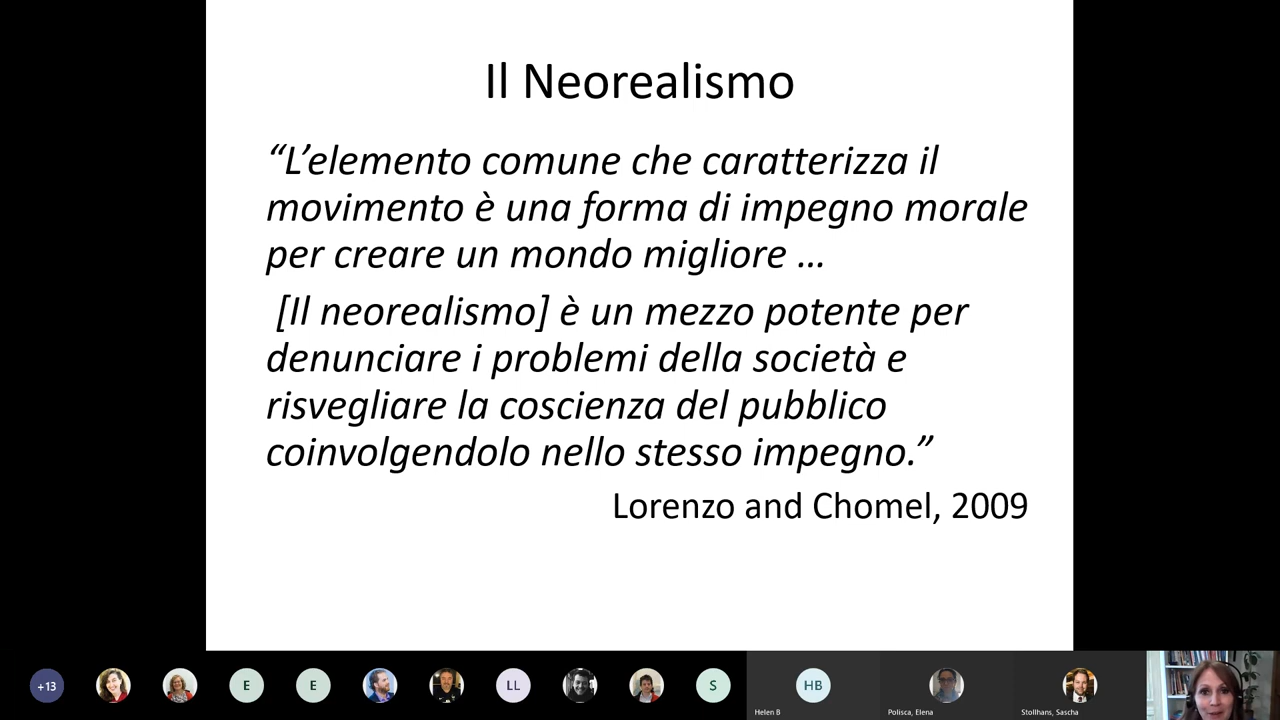 Il Neorealismo
“L’elemento comune che caratterizza il
movimento è una forma di impegno morale
per creare un mondo migliore …
[Il neorealismo] è un mezzo potente per
denunciare i problemi della società e
risvegliare la coscienza del pubblico
coinvolgendolo nello stesso impegno.”
Lorenzo and Chomel, 2009
+13
E
E
LL
S
HB
Helen B
Polisca, Elena
Stollhans, Sascha